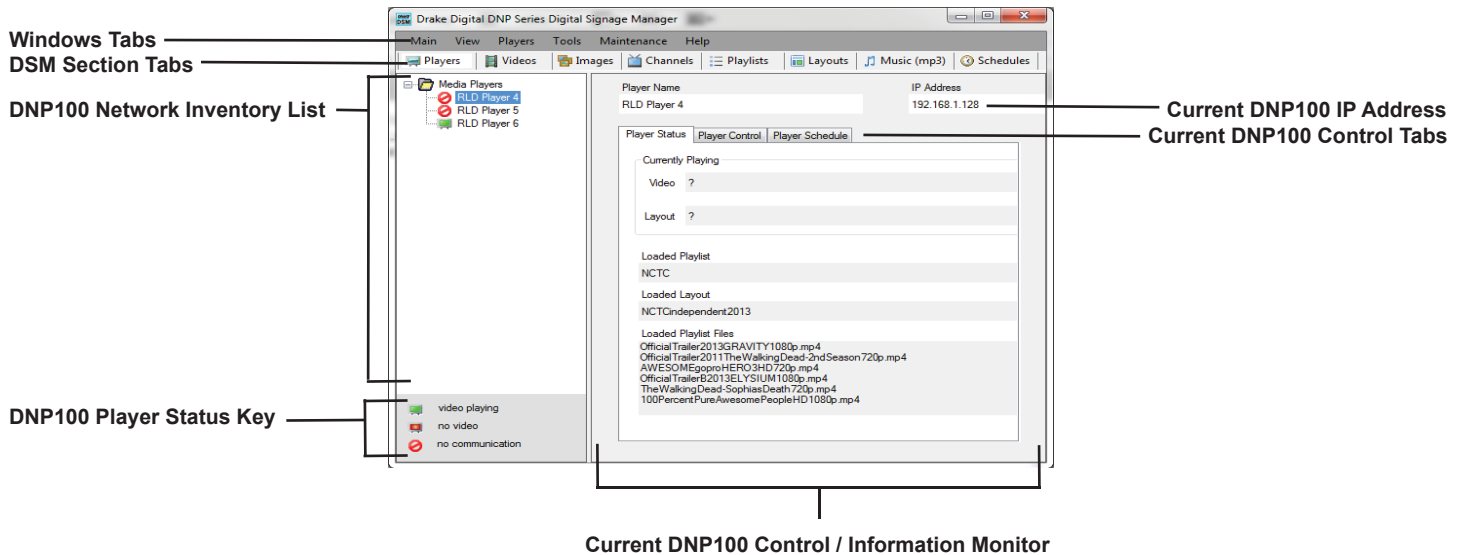 DNP DSM Drake Digital DNP Series Digital Signage Manager
Windows Tabs
Main View Players Tools Maintenance Help
DSM Section Tabs
Players Videos Images Channels Playlists Layouts Music (mp3) Schedules
DNP100 Network Inventory List
Media Players
RLD Player 4
RLD Player 5
RLD Player 6
Player Name IP Address
RLD Player 4 192.168.1.128
Current DNP100 IP Address
Current DNP100 Control Tabs
Player Status Player Control Player Schedule
Currently Playing
Video ?
Layout ?
Loaded Playlist
NCTC
Loaded Layout
NCTCindependent2013
Loaded Playlist Files
OfficialTrailer2013GRAVITY1080p.mp4
OfficialTrailer2011TheWalkingDead-2ndSeason720p.mp4
AWESOMEgoproHERO3HD720p.mp4
OfficialTrailerB2013ELYSIUM1080p.mp4
TheWalkingDead-SophiasDeath720p.mp4
100PercentPureAwesomePeopleHD1080p.mp4
DNP100 Player Status Key
video playing
no video
no communication
Current DNP100 Control / Information Monitor